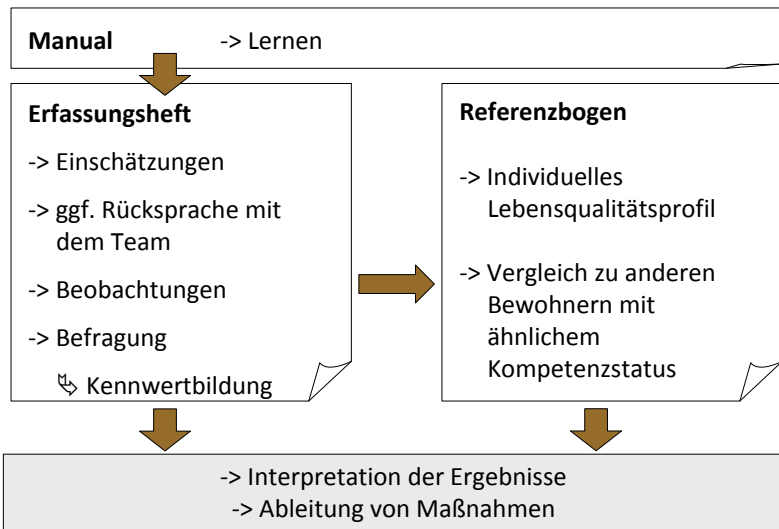 Manual -> Lernen
Erfassungsheft
-> Einschätzungen
-> ggf. Rücksprache mit
dem Team
-> Beobachtungen
-> Befragung
↳ Kennwertbildung
Referenzbogen
-> Individuelles
Lebensqualitätsprofil
-> Vergleich zu anderen
Bewohnern mit
ähnlichem
Kompetenzstatus
-> Interpretation der Ergebnisse
-> Ableitung von Maßnahmen